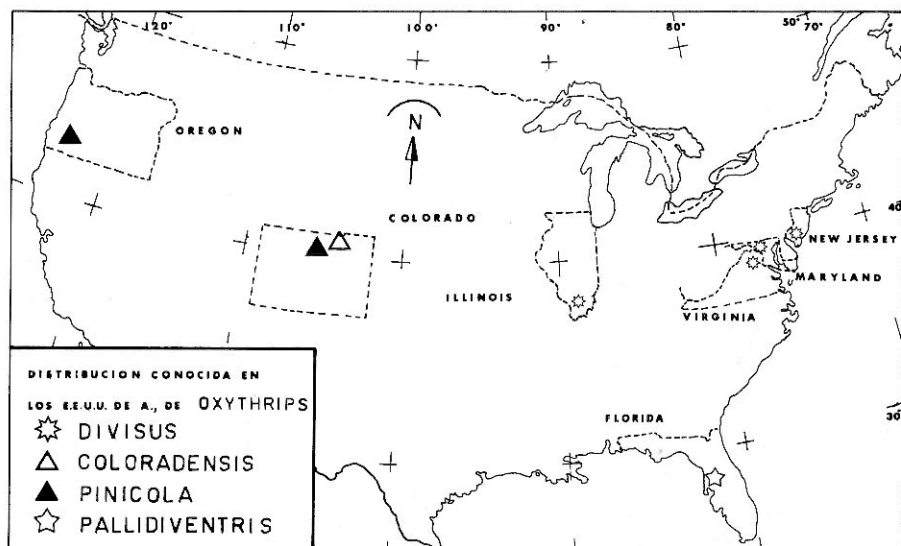 120° 110° 100° 90° 80° 50° 70°
N
OREGON
COLORADO
40
NEW JERSEY
MARYLAND
ILLINOIS
VIRGINIA
FLORIDA
30
DISTRIBUCION CONOCIDA EN
LOS E.E.U.U. DE A., DE OXYTHRIPS
DIVISUS
COLORADENSIS
PINICOLA
PALLIDIVENTRIS